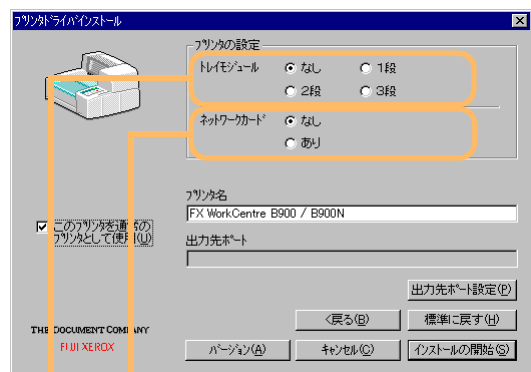 プリンタドライバインストール
プリンタの設定
トレイモジュール なし 1段
2段 3段
ネットワークカード なし
あり
プリンタ名
FX WorkCentre B900 / B900N
このプリンタを通常の
プリンタとして使用(U)
出力先ポート
出力先ポート設定(P)
<戻る(B) 標準に戻す(H)
THE DOCUMENT COMPANY
FUJI XEROX
バージョン(A) キャンセル(C) インストールの開始(S)